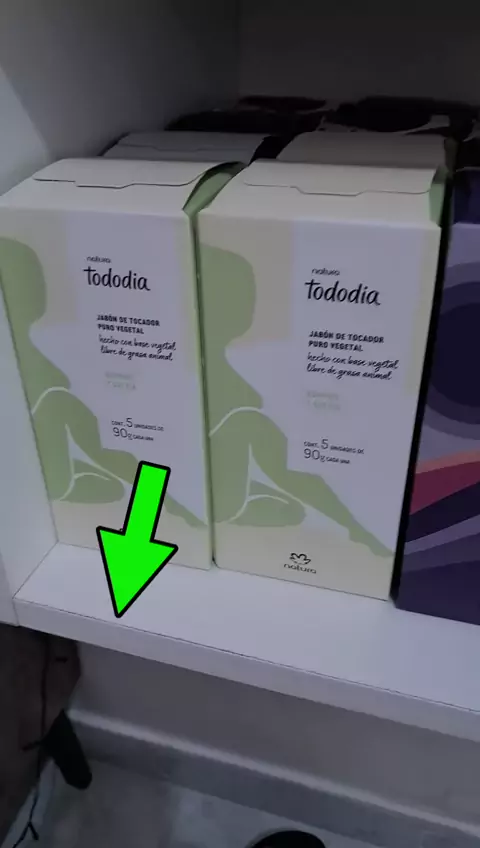 natura
Tododia
JABÓN DE TOCADOR
PURO VEGETAL
hecho con base vegetal
libre de grasa animal
CONT. 5 UNIDADES DE
90g CADA UNA
natura
Tododia
JABÓN DE TOCADOR
PURO VEGETAL
hecho con base vegetal
libre de grasa animal
CONT. 5 UNIDADES DE
90g CADA UNA
natura